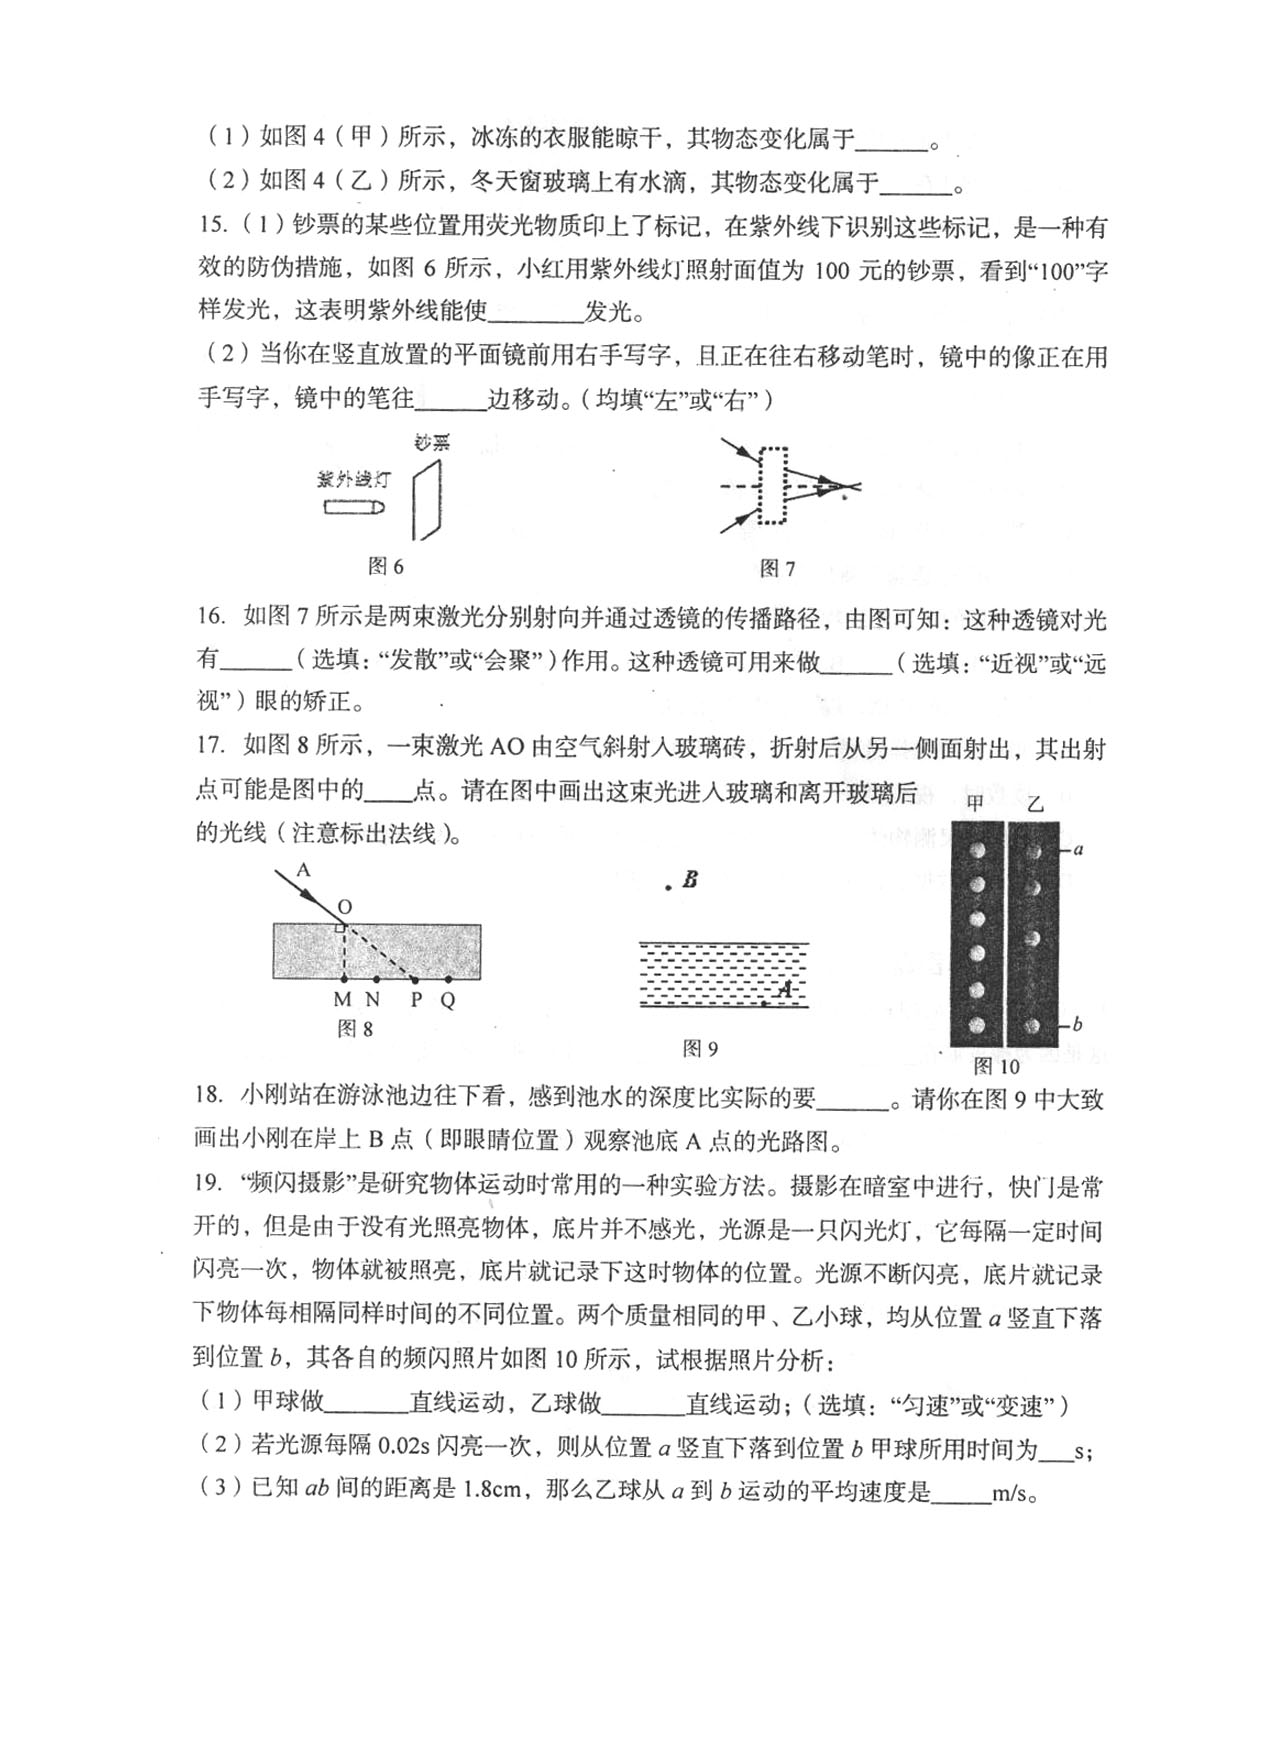 （1）如图 4（甲）所示，冰冻的衣服能晾干，其物态变化属于______。
（2）如图 4（乙）所示，冬天窗玻璃上有水滴，其物态变化属于______。
15.（1）钞票的某些位置用荧光物质印上了标记，在紫外线下识别这些标记，是一种有
效的防伪措施，如图 6 所示，小红用紫外线灯照射面值为 100 元的钞票，看到“100”字
样发光，这表明紫外线能使________发光。
（2）当你在竖直放置的平面镜前用右手写字，且正在往右移动笔时，镜中的像正在用
手写字，镜中的笔往______边移动。（均填“左”或“右”）
钞票
紫外线灯
图 6
图 7
16. 如图 7 所示是两束激光分别射向并通过透镜的传播路径，由图可知：这种透镜对光
有______（选填：“发散”或“会聚”）作用。这种透镜可用来做______（选填：“近视”或“远
视”）眼的矫正。
17. 如图 8 所示，一束激光 AO 由空气斜射入玻璃砖，折射后从另一侧面射出，其出射
点可能是图中的____点。请在图中画出这束光进入玻璃和离开玻璃后
的光线（注意标出法线）。
甲 乙
a
b
A
O
M N P Q
图 8
B
A
图 9
图 10
18. 小刚站在游泳池边往下看，感到池水的深度比实际的要______。请你在图 9 中大致
画出小刚在岸上 B 点（即眼睛位置）观察池底 A 点的光路图。
19. “频闪摄影”是研究物体运动时常用的一种实验方法。摄影在暗室中进行，快门是常
开的，但是由于没有光照亮物体，底片并不感光，光源是一只闪光灯，它每隔一定时间
闪亮一次，物体就被照亮，底片就记录下这时物体的位置。光源不断闪亮，底片就记录
下物体每相隔同样时间的不同位置。两个质量相同的甲、乙小球，均从位置 a 竖直下落
到位置 b，其各自的频闪照片如图 10 所示，试根据照片分析：
（1）甲球做_______直线运动，乙球做_______直线运动；（选填：“匀速”或“变速”）
（2）若光源每隔 0.02s 闪亮一次，则从位置 a 竖直下落到位置 b 甲球所用时间为___s；
（3）已知 ab 间的距离是 1.8cm，那么乙球从 a 到 b 运动的平均速度是_____m/s。